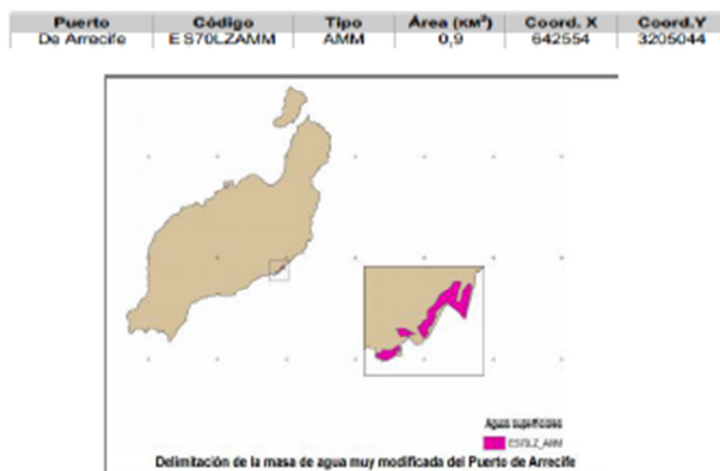 Puerto Código Tipo Área (KM²) Coord. X Coord.Y
De Arrecife ES70LZAMM AMM 0,9 642554 3205044
Aguas superficiales
ES70LZ_AMM
Delimitación de la masa de agua muy modificada del Puerto de Arrecife